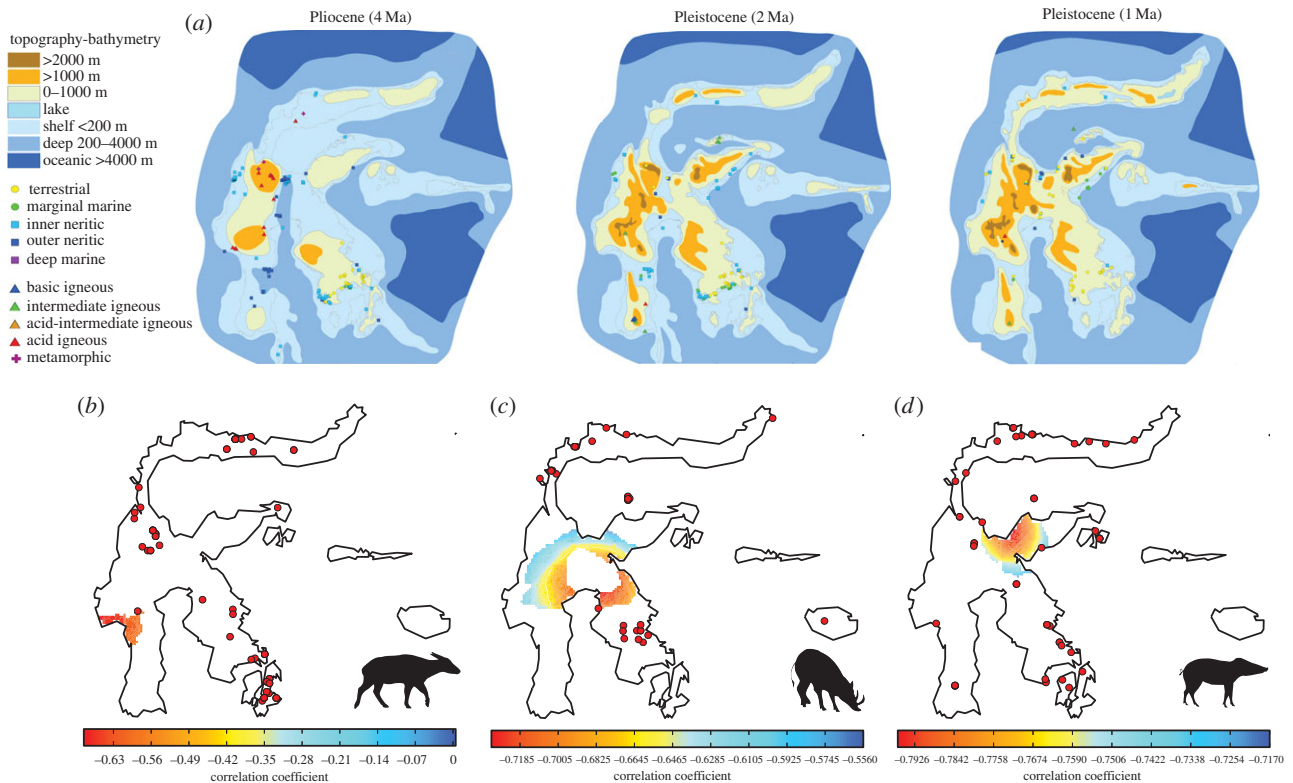 (a)
Pliocene (4 Ma)
Pleistocene (2 Ma)
Pleistocene (1 Ma)
topography-bathymetry
>2000 m
>1000 m
0–1000 m
lake
shelf <200 m
deep 200–4000 m
oceanic >4000 m
terrestrial
marginal marine
inner neritic
outer neritic
deep marine
basic igneous
intermediate igneous
acid-intermediate igneous
acid igneous
metamorphic
(b)
(c)
(d)
–0.63 –0.56 –0.49 –0.42 –0.35 –0.28 –0.21 –0.14 –0.07 0
correlation coefficient
–0.7185 –0.7005 –0.6825 –0.6645 –0.6465 –0.6285 –0.6105 –0.5925 –0.5745 –0.5560
correlation coefficient
–0.7926 –0.7842 –0.7758 –0.7674 –0.7590 –0.7506 –0.7422 –0.7338 –0.7254 –0.7170
correlation coefficient